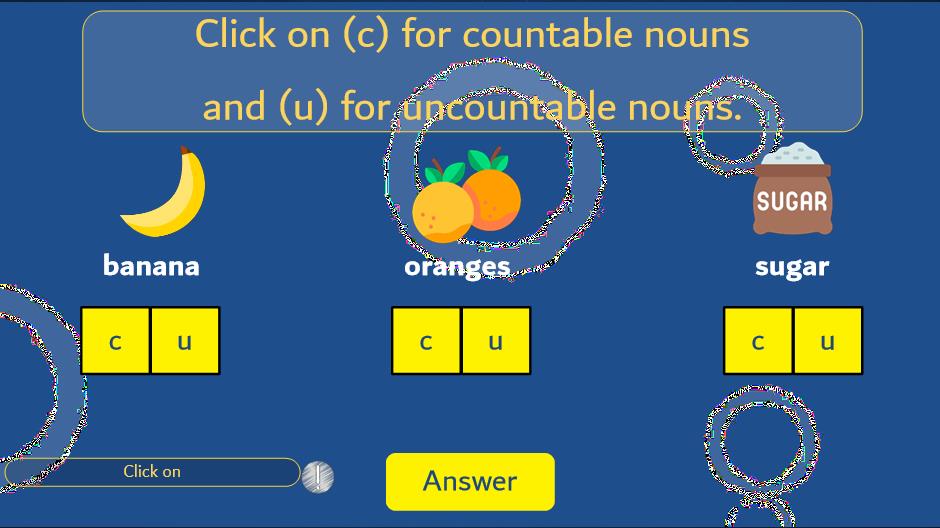 Click on (c) for countable nouns
and (u) for uncountable nouns.
SUGAR
banana oranges sugar
c u c u c u
Click on
!
Answer